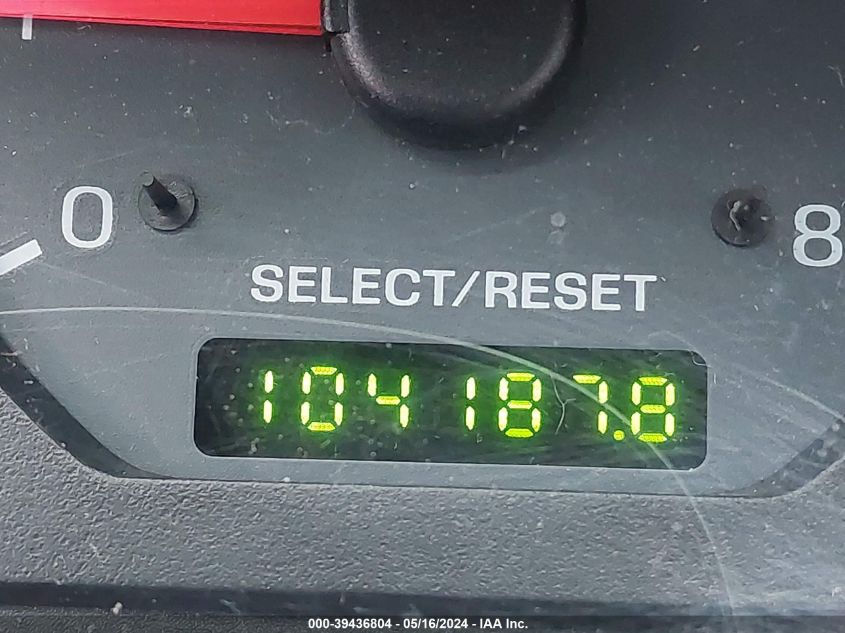 0 8
SELECT/RESET
104187.8
000-39436804 - 05/16/2024 - IAA Inc.